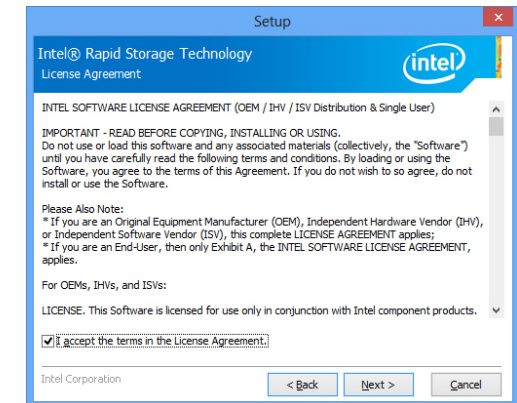 Setup
Intel® Rapid Storage Technology
License Agreement
intel
INTEL SOFTWARE LICENSE AGREEMENT (OEM / IHV / ISV Distribution & Single User)
IMPORTANT - READ BEFORE COPYING, INSTALLING OR USING.
Do not use or load this software and any associated materials (collectively, the "Software")
until you have carefully read the following terms and conditions. By loading or using the
Software, you agree to the terms of this Agreement. If you do not wish to so agree, do not
install or use the Software.
Please Also Note:
* If you are an Original Equipment Manufacturer (OEM), Independent Hardware Vendor (IHV),
or Independent Software Vendor (ISV), this complete LICENSE AGREEMENT applies;
* If you are an End-User, then only Exhibit A, the INTEL SOFTWARE LICENSE AGREEMENT,
applies.
For OEMs, IHVs, and ISVs:
LICENSE. This Software is licensed for use only in conjunction with Intel component products.
I accept the terms in the License Agreement.
Intel Corporation
< Back
Next >
Cancel